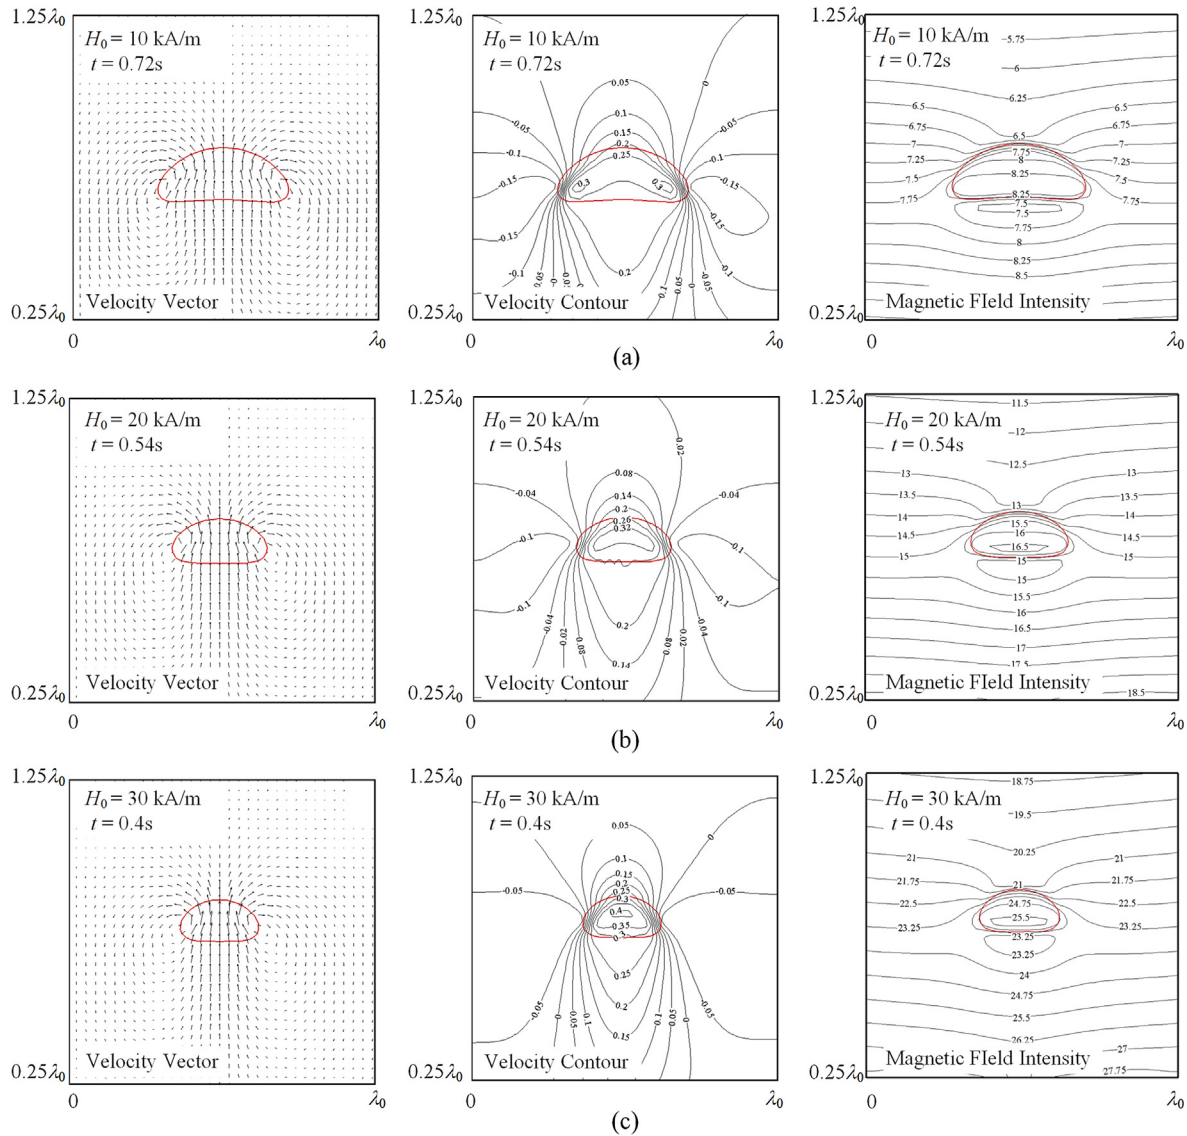 1.25λ0
H0 = 10 kA/m
t = 0.72s
Velocity Vector
0.25λ0
0
λ0
1.25λ0
H0 = 10 kA/m
t = 0.72s
0.05
0
0.1
0.15
0.2
0.25
-0.05
-0.05
-0.1
-0.1
-0.15
-0.15
0.3
0.3
-0.15
-0.15
-0.1
0.05
0
0.1
0.2
0.1
0.05
0
-0.1
Velocity Contour
0.25λ0
0
λ0
1.25λ0
H0 = 10 kA/m
t = 0.72s
5.75
6
6.25
6.5
6.5
6.5
6.75
6.75
7
7
7.25
7.25
7.5
7.5
7.75
7.75
7.75
8
8.25
8.25
7.5
7.5
7.75
8
8.25
8.5
Magnetic FIeld Intensity
0.25λ0
0
λ0
(a)
1.25λ0
H0 = 20 kA/m
t = 0.54s
Velocity Vector
0.25λ0
0
λ0
1.25λ0
H0 = 20 kA/m
t = 0.54s
0.02
0.08
0.14
0.2
0.26
0.32
-0.04
-0.04
-0.1
-0.1
-0.1
-0.1
-0.04
0.02
0.08
0.2
0.14
0.08
0.02
-0.04
Velocity Contour
0.25λ0
0
λ0
1.25λ0
H0 = 20 kA/m
t = 0.54s
11.5
12
12.5
13
13
13
13.5
13.5
14
14
14.5
14.5
15
15
15.5
16
16.5
15
15
15.5
16
16.5
17
17.5
18.5
Magnetic FIeld Intensity
0.25λ0
0
λ0
(b)
1.25λ0
H0 = 30 kA/m
t = 0.4s
Velocity Vector
0.25λ0
0
λ0
1.25λ0
H0 = 30 kA/m
t = 0.4s
0.05
0
0.1
0.15
0.2
0.25
0.3
0.4
0.35
0.3
-0.05
-0.05
0.25
0.2
0.15
-0.05
0.05
0
0.1
0.1
0.05
0
-0.05
Velocity Contour
0.25λ0
0
λ0
1.25λ0
H0 = 30 kA/m
t = 0.4s
18.75
19.5
20.25
21
21
21
21.75
21.75
22.5
22.5
23.25
23.25
24.75
25.5
23.25
23.25
24
24.75
25.5
26.25
27
27.75
Magnetic FIeld Intensity
0.25λ0
0
λ0
(c)